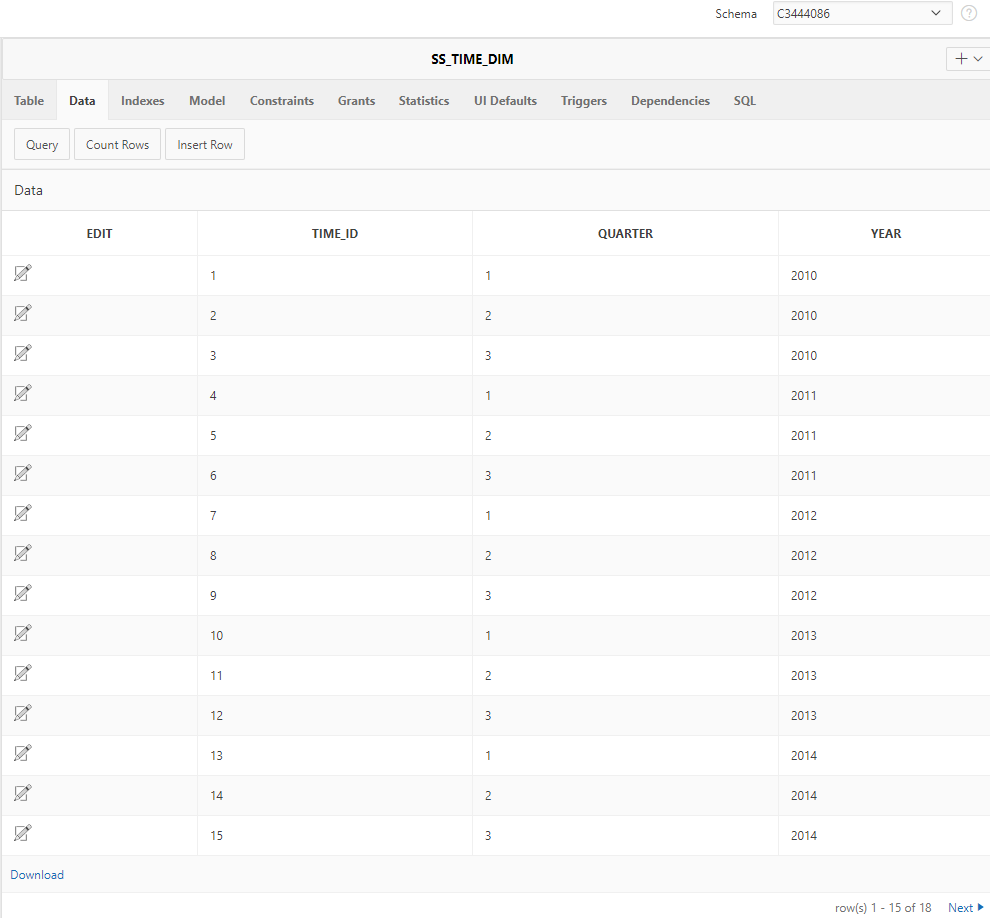 Schema C3444086 ?
SS_TIME_DIM
Table Data Indexes Model Constraints Grants Statistics UI Defaults Triggers Dependencies SQL
Query Count Rows Insert Row
Data
EDIT TIME_ID QUARTER YEAR
1 1 2010
2 2 2010
3 3 2010
4 1 2011
5 2 2011
6 3 2011
7 1 2012
8 2 2012
9 3 2012
10 1 2013
11 2 2013
12 3 2013
13 1 2014
14 2 2014
15 3 2014
Download
row(s) 1 - 15 of 18 Next